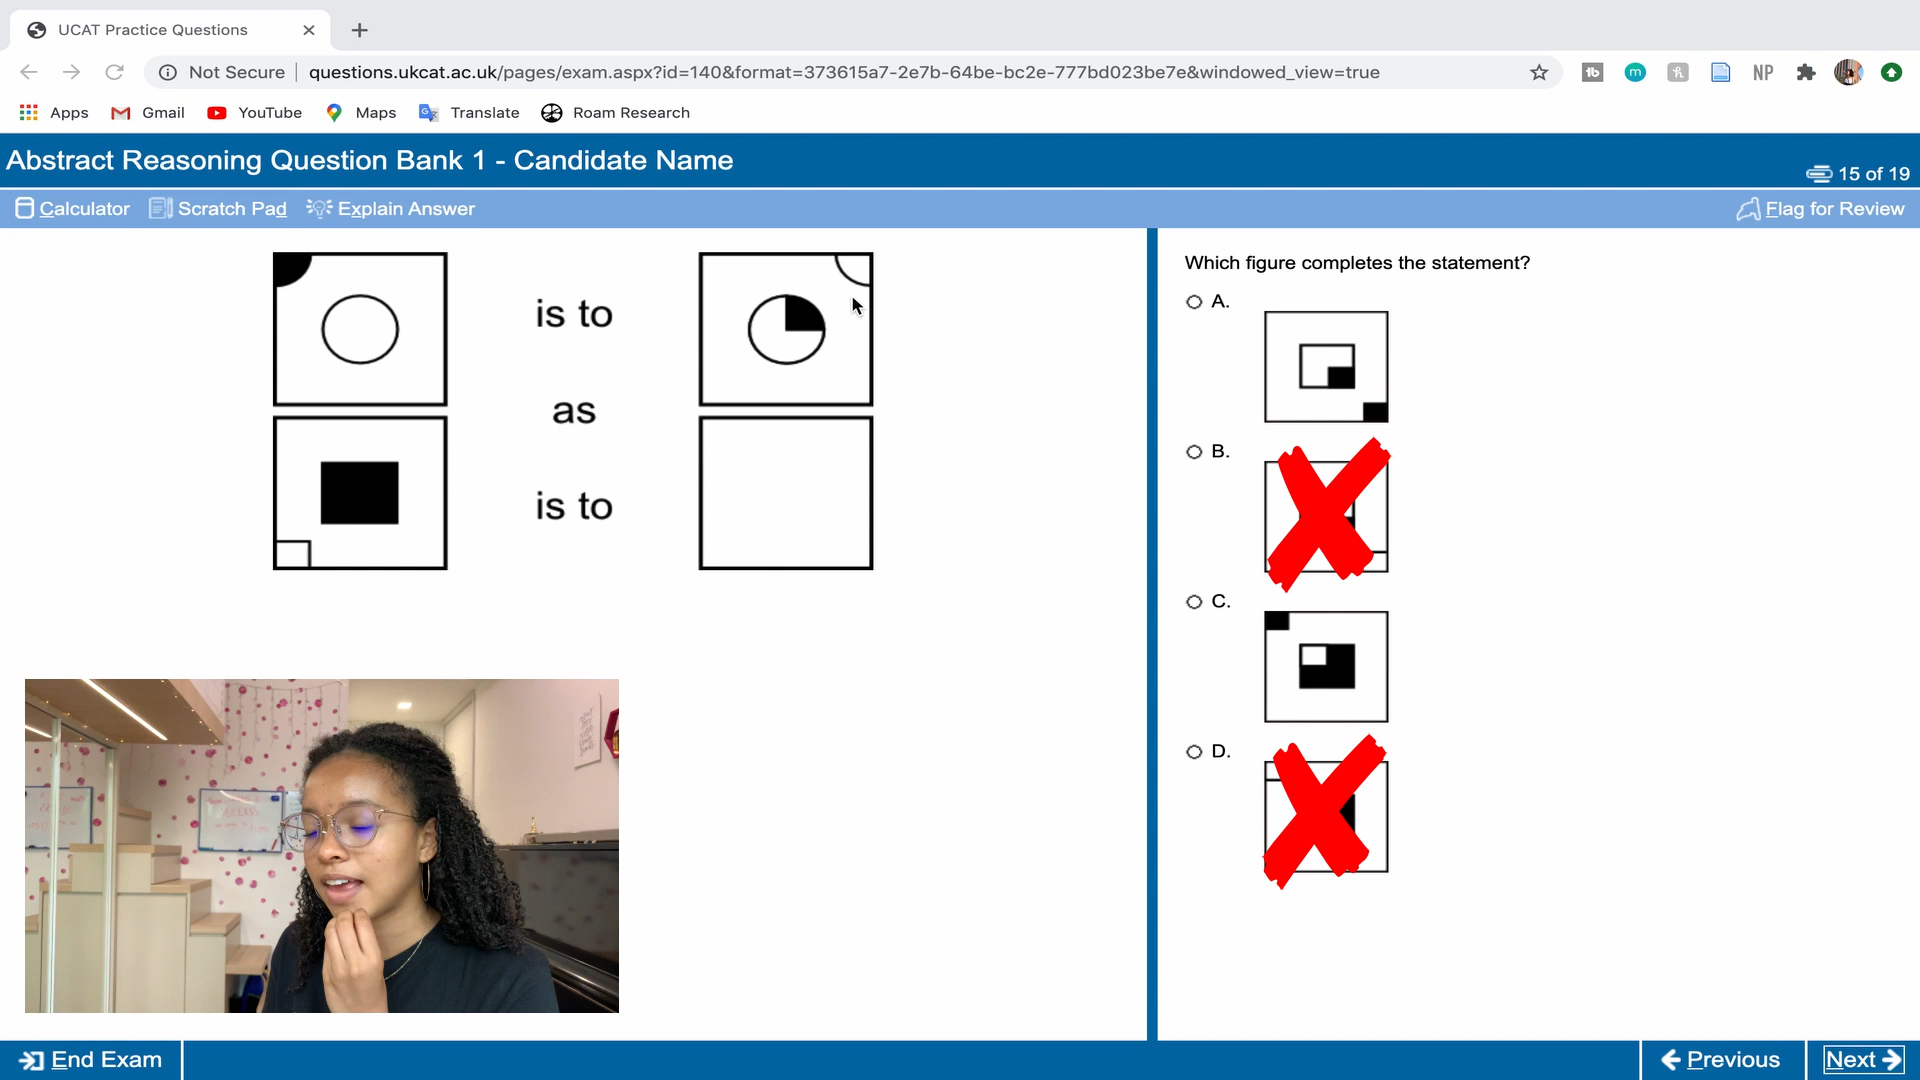 UCAT Practice Questions
Not Secure questions.ukcat.ac.uk/pages/exam.aspx?id=140&format=373615a7-2e7b-64be-bc2e-777bd023be7e&windowed_view=true
NP
Apps Gmail YouTube Maps Translate Roam Research
Abstract Reasoning Question Bank 1 - Candidate Name
15 of 19
Calculator Scratch Pad Explain Answer Flag for Review
is to
as
is to
Which figure completes the statement?
A.
B.
C.
D.
End Exam Previous Next